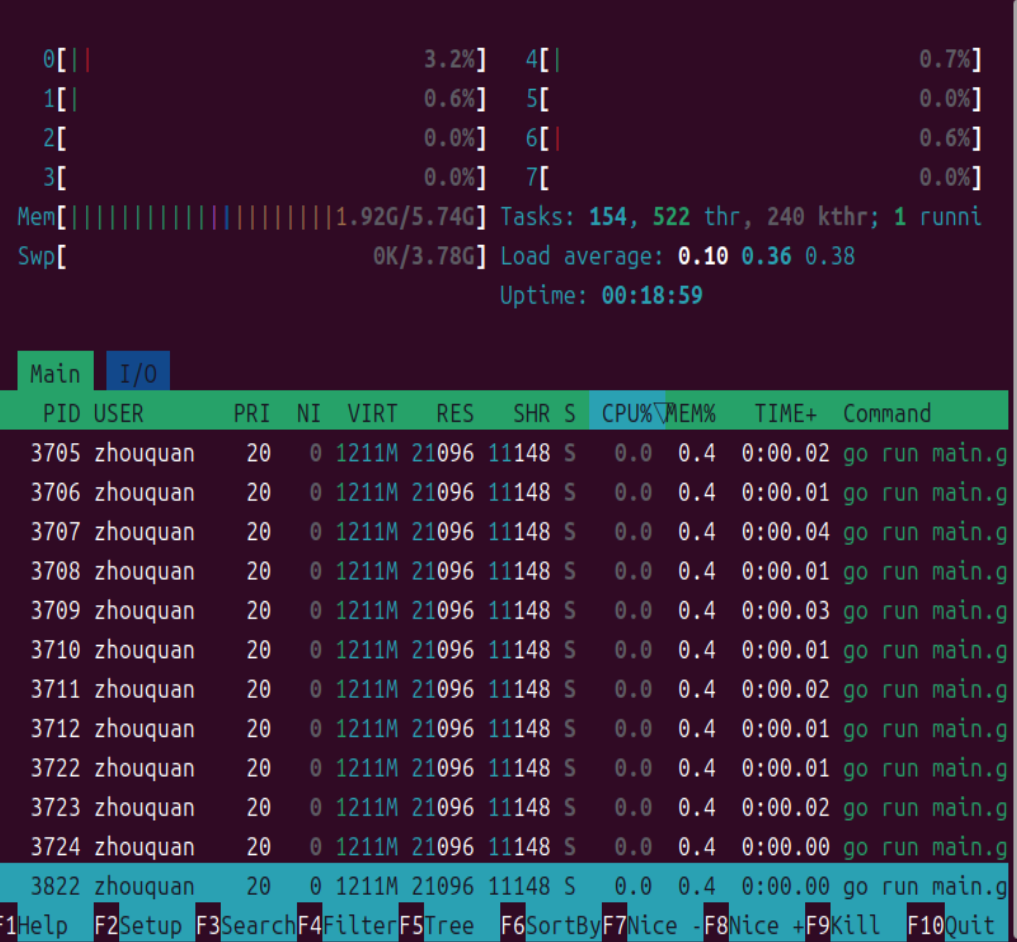 0[|| 3.2%] 4[| 0.7%]
1[| 0.6%] 5[ 0.0%]
2[ 0.0%] 6[| 0.6%]
3[ 0.0%] 7[ 0.0%]
Mem[|||||||||||||||||||||1.92G/5.74G] Tasks: 154, 522 thr, 240 kthr; 1 runni
Swp[ 0K/3.78G] Load average: 0.10 0.36 0.38
Uptime: 00:18:59
Main I/O
PID USER PRI NI VIRT RES SHR S CPU%▽MEM% TIME+ Command
3705 zhouquan 20 0 1211M 21096 11148 S 0.0 0.4 0:00.02 go run main.g
3706 zhouquan 20 0 1211M 21096 11148 S 0.0 0.4 0:00.01 go run main.g
3707 zhouquan 20 0 1211M 21096 11148 S 0.0 0.4 0:00.04 go run main.g
3708 zhouquan 20 0 1211M 21096 11148 S 0.0 0.4 0:00.01 go run main.g
3709 zhouquan 20 0 1211M 21096 11148 S 0.0 0.4 0:00.03 go run main.g
3710 zhouquan 20 0 1211M 21096 11148 S 0.0 0.4 0:00.01 go run main.g
3711 zhouquan 20 0 1211M 21096 11148 S 0.0 0.4 0:00.02 go run main.g
3712 zhouquan 20 0 1211M 21096 11148 S 0.0 0.4 0:00.01 go run main.g
3722 zhouquan 20 0 1211M 21096 11148 S 0.0 0.4 0:00.01 go run main.g
3723 zhouquan 20 0 1211M 21096 11148 S 0.0 0.4 0:00.02 go run main.g
3724 zhouquan 20 0 1211M 21096 11148 S 0.0 0.4 0:00.00 go run main.g
3822 zhouquan 20 0 1211M 21096 11148 S 0.0 0.4 0:00.00 go run main.g
F1Help F2Setup F3SearchF4FilterF5Tree F6SortByF7Nice -F8Nice +F9Kill F10Quit